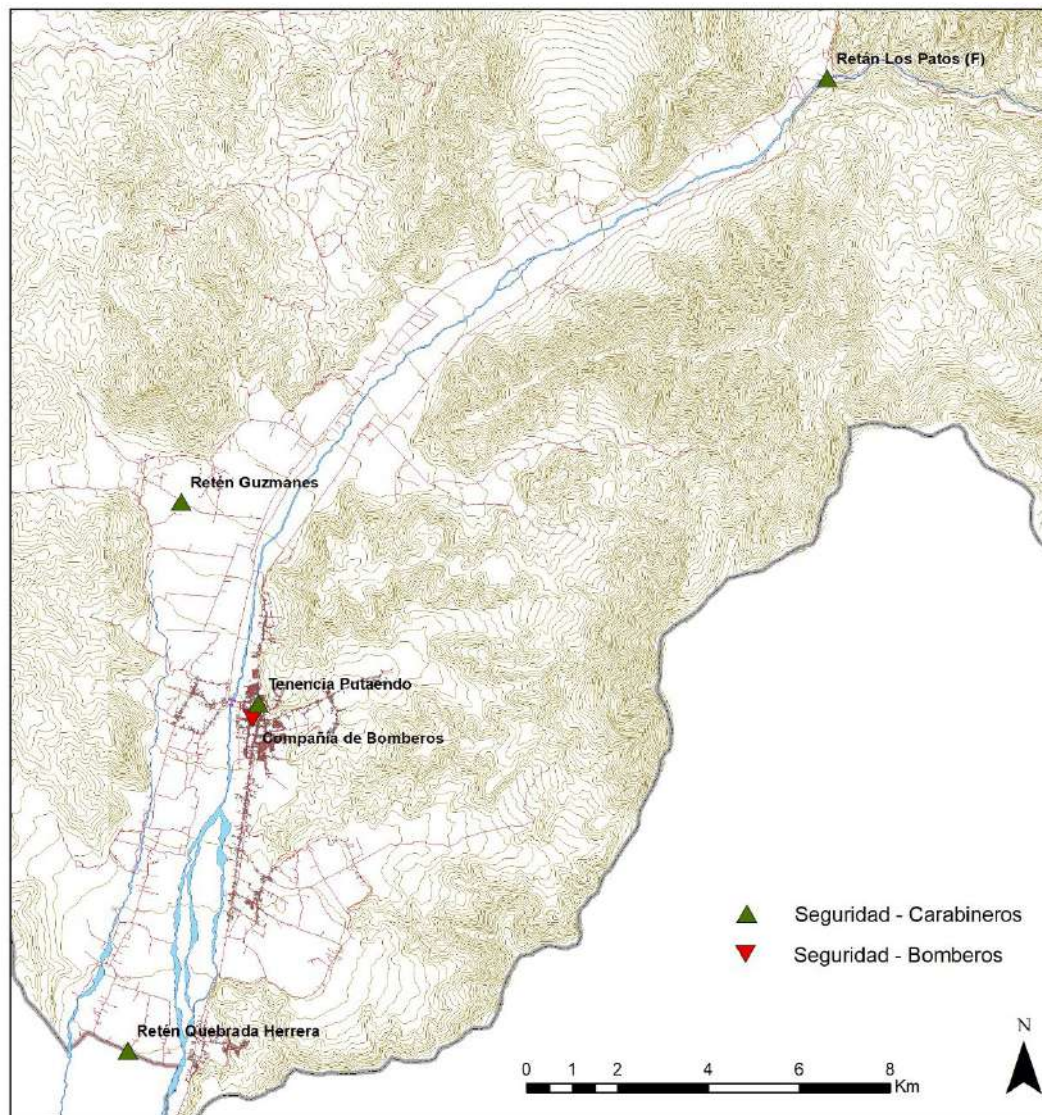 Retán Los Patos (F)
Retén Guzmanes
Tenencia Putaendo
Compañía de Bomberos
Seguridad - Carabineros
Seguridad - Bomberos
Retén Quebrada Herrera
N
0 1 2 4 6 8
Km